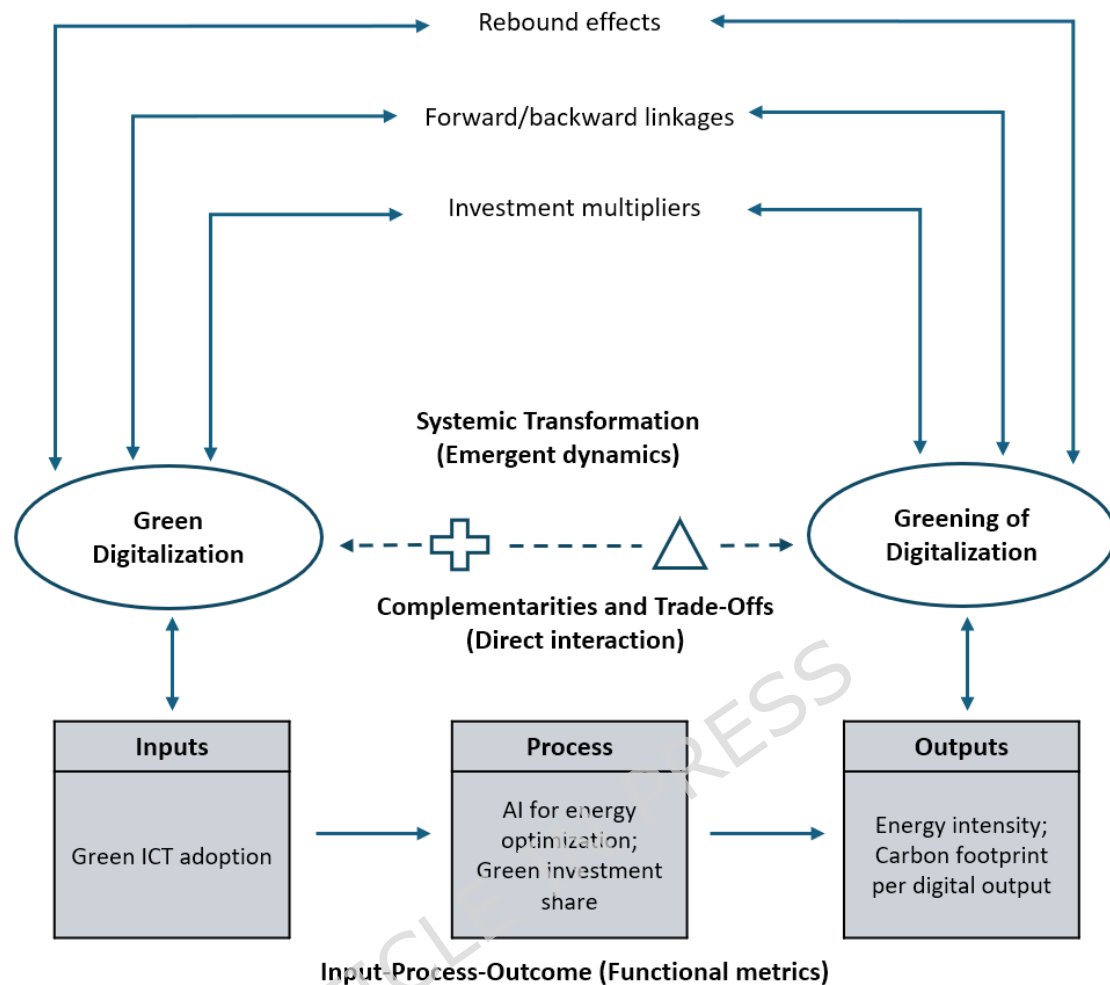 Rebound effects
Forward/backward linkages
Investment multipliers
Systemic Transformation
(Emergent dynamics)
Green
Digitalization
Greening of
Digitalization
Complementarities and Trade-Offs
(Direct interaction)
Inputs
Green ICT adoption
Process
AI for energy
optimization;
Green investment
share
Outputs
Energy intensity;
Carbon footprint
per digital output
Input-Process-Outcome (Functional metrics)
PRESS